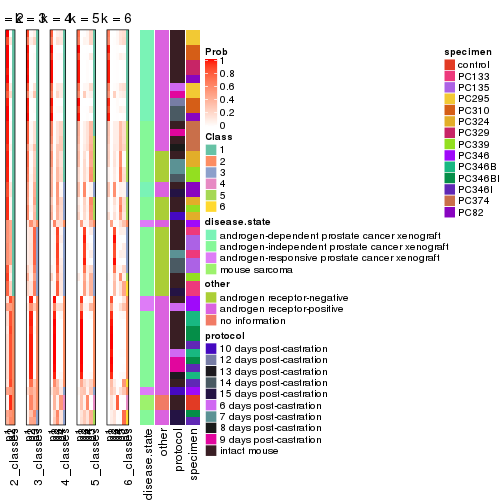 k = 3 k = 4 k = 5 k = 6
Prob
1
0.8
0.6
0.4
0.2
0
Class
1
2
3
4
5
6
disease.state
androgen-dependent prostate cancer xenograft
androgen-independent prostate cancer xenograft
androgen-responsive prostate cancer xenograft
mouse sarcoma
other
androgen receptor-negative
androgen receptor-positive
no information
protocol
10 days post-castration
12 days post-castration
13 days post-castration
14 days post-castration
15 days post-castration
6 days post-castration
7 days post-castration
8 days post-castration
9 days post-castration
intact mouse
specimen
control
PC133
PC135
PC295
PC310
PC324
PC329
PC339
PC346
PC346B
PC346BI
PC346I
PC374
PC82
2_classes
3_classes
4_classes
5_classes
6_classes
disease.state
other
protocol
specimen